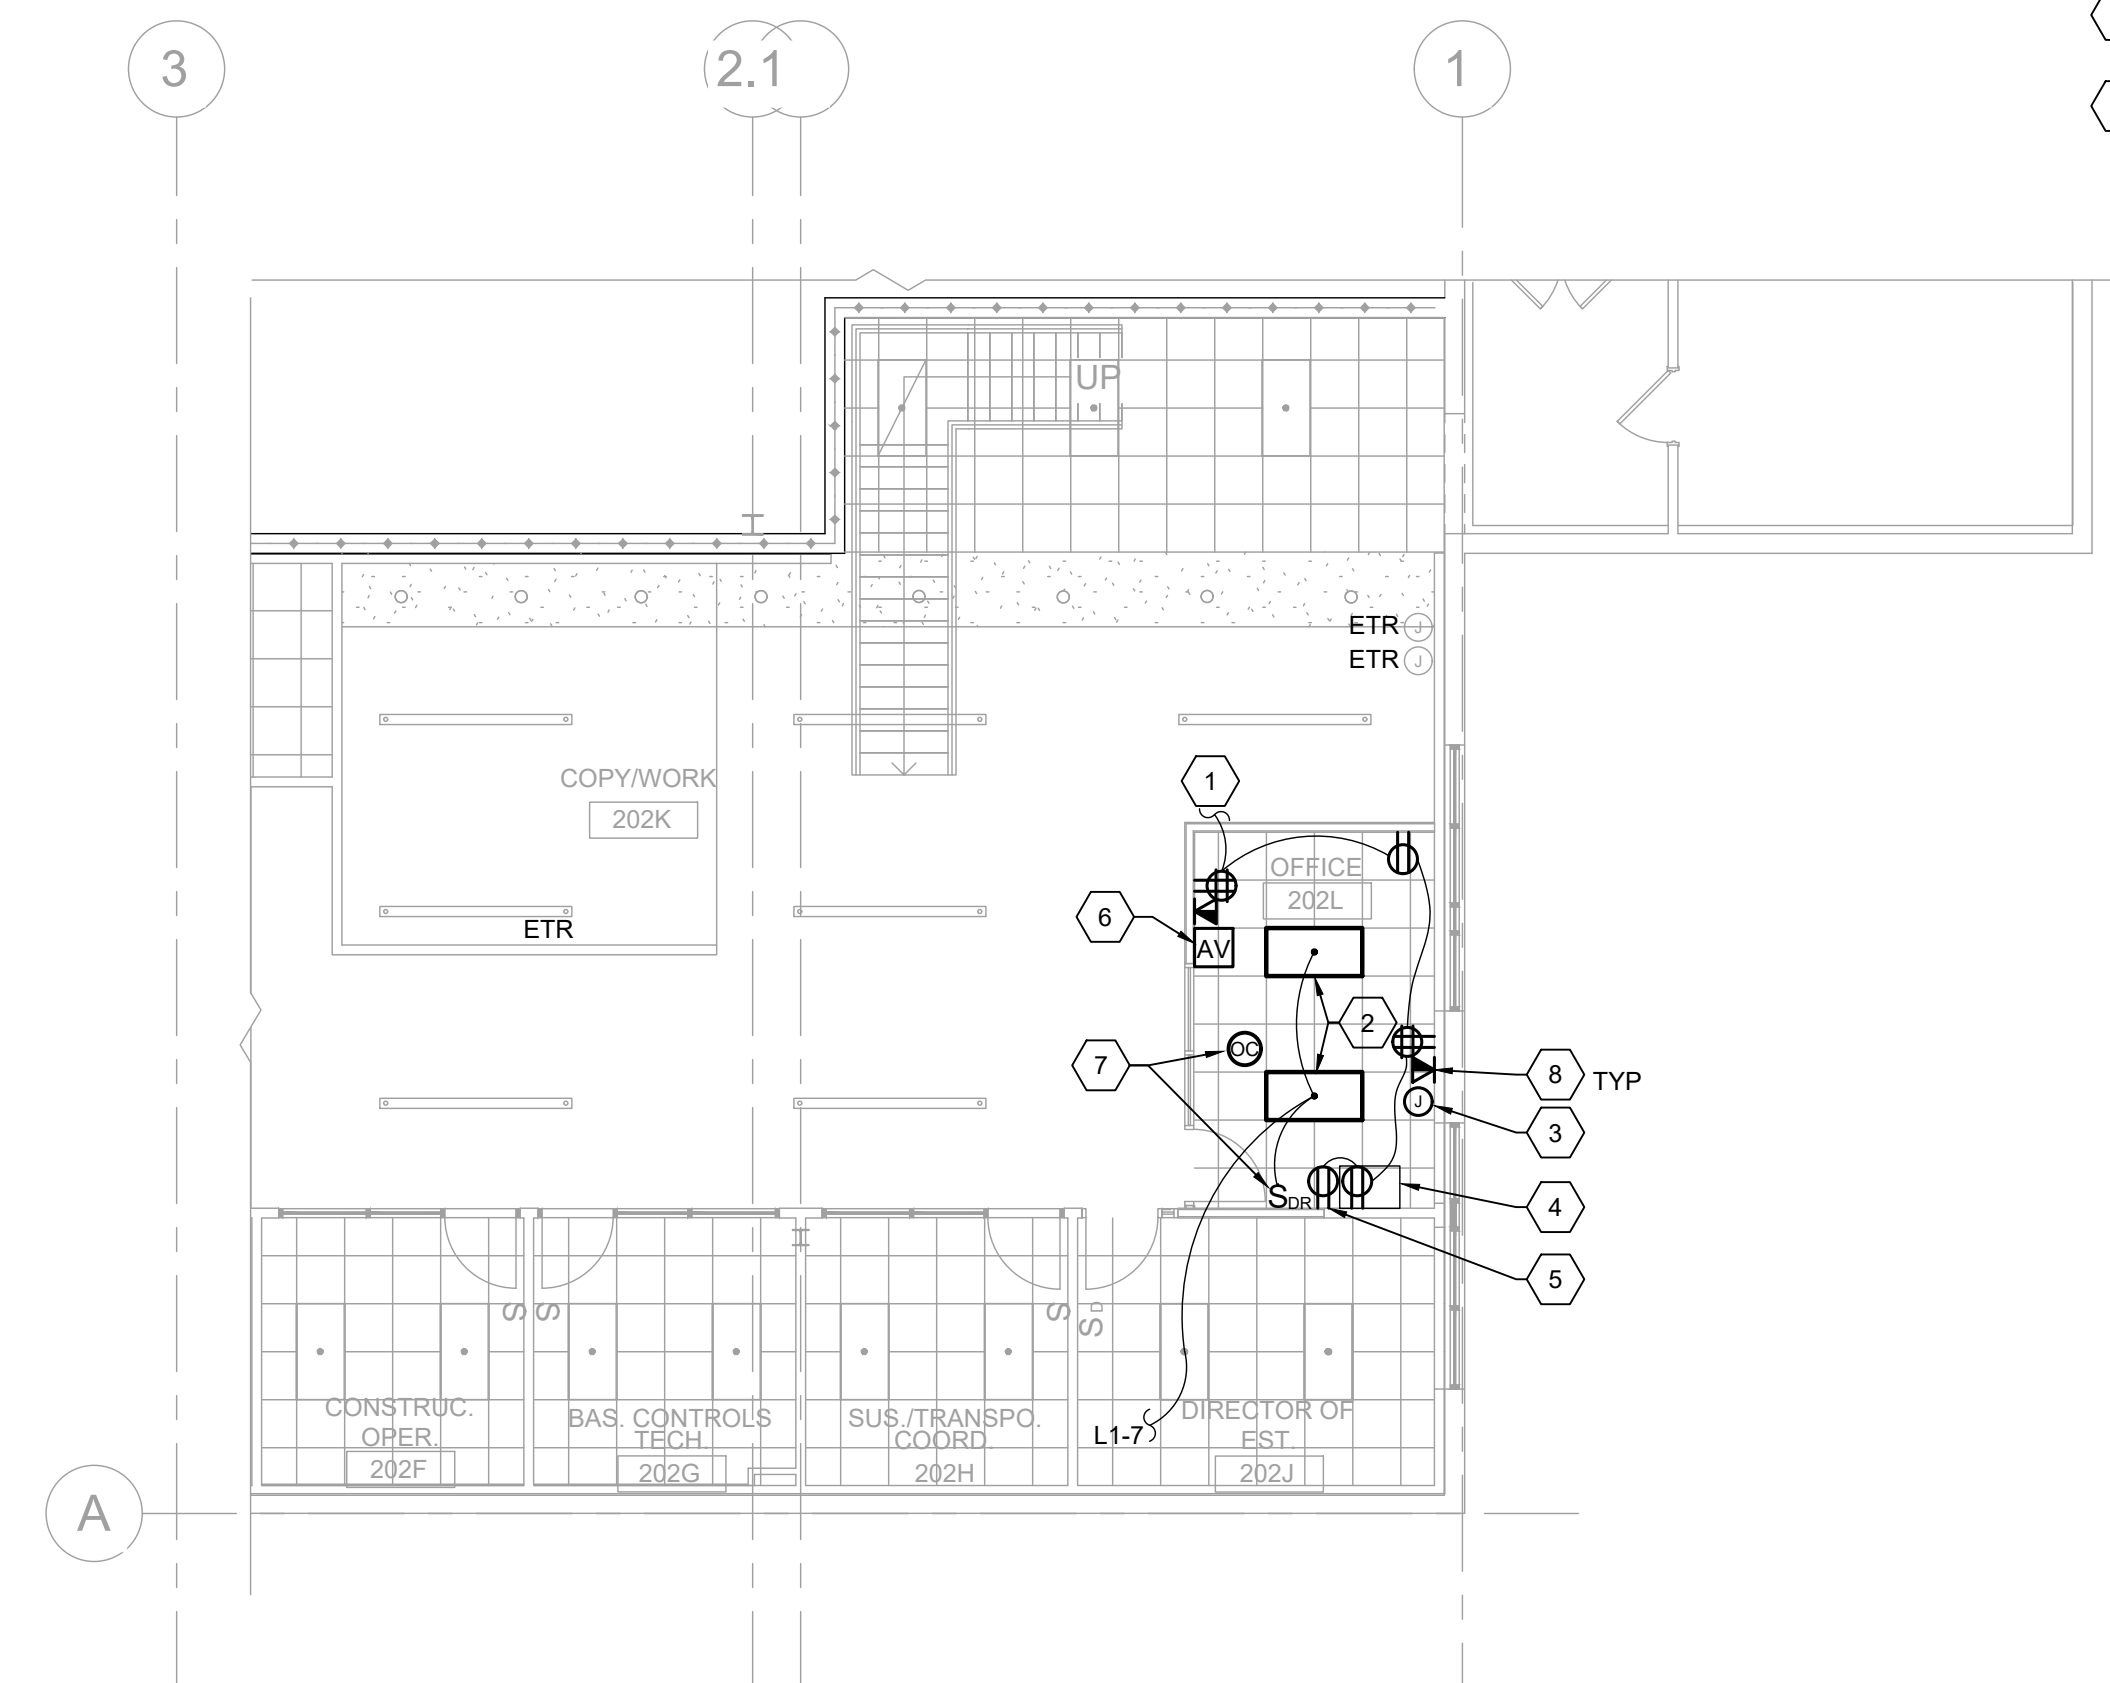 3
2.1
1
UP
ETR J
ETR J
COPY/WORK
202K
1
OFFICE
202L
6
AV
ETR
2
7
OC
8 TYP
J
3
SDR
4
5
S
S
S
SD
CONSTRUC.
OPER.
202F
BAS. CONTROLS
TECH.
202G
SUS./TRANSPO.
COORD.
202H
DIRECTOR OF
EST.
202J
L1-7
A